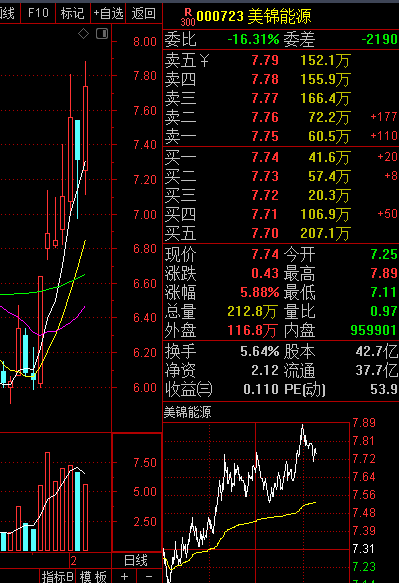 线 F10 标记 +自选 返回
R 300 000723 美锦能源
委比 -16.31% 委差 -2190
卖五 ¥ 7.79 152.1万
卖四 7.78 155.9万
卖三 7.77 166.4万
卖二 7.76 72.2万 +177
卖一 7.75 60.5万 +110
买一 7.74 41.6万 +20
买二 7.73 57.4万 +8
买三 7.72 20.3万
买四 7.71 106.9万 +50
买五 7.70 207.1万
现价 7.74 今开 7.25
涨跌 0.43 最高 7.89
涨幅 5.88% 最低 7.11
总量 212.8万 量比 0.97
外盘 116.8万 内盘 959901
换手 5.64% 股本 42.7亿
净资 2.12 流通 37.7亿
收益㈢ 0.110 PE(动) 53.9
8.00
7.80
7.60
7.40
7.20
7.00
6.80
6.60
6.40
6.20
6.00
7.50
5.00
2.50
2 日线
指标B 模板 + -
美锦能源
7.89
7.81
7.72
7.64
7.56
7.48
7.39
7.31
7.23
7.15